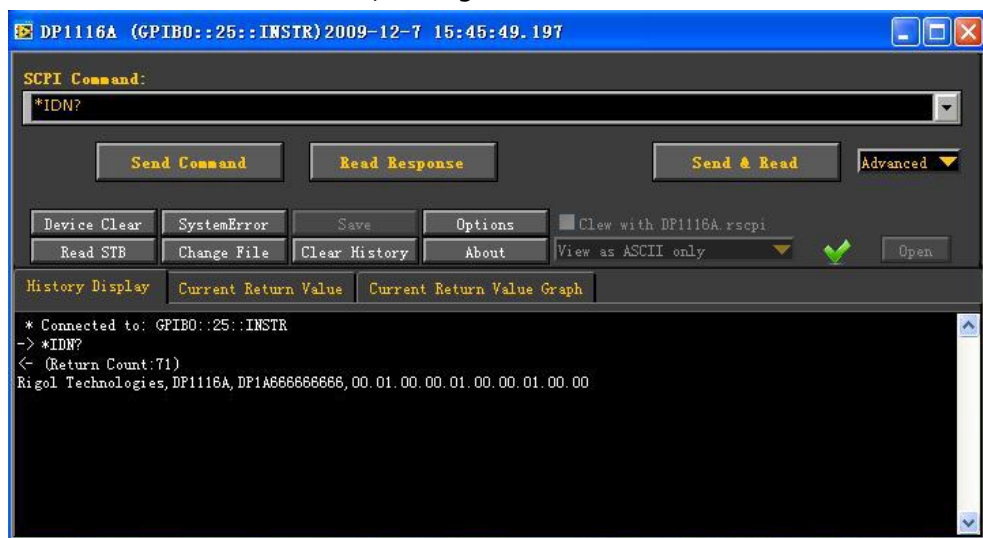 DP1116A (GPIB0::25::INSTR)2009-12-7 15:45:49.197
SCPI Command:
*IDN?
Send Command Read Response Send & Read Advanced
Device Clear SystemError Save Options Clew with DP1116A.rscpi
Read STB Change File Clear History About View as ASCII only Open
History Display Current Return Value Current Return Value Graph
* Connected to: GPIB0::25::INSTR
-> *IDN?
<- (Return Count:71)
Rigol Technologies,DP1116A,DP1A666666666,00.01.00.00.01.00.00.01.00.00